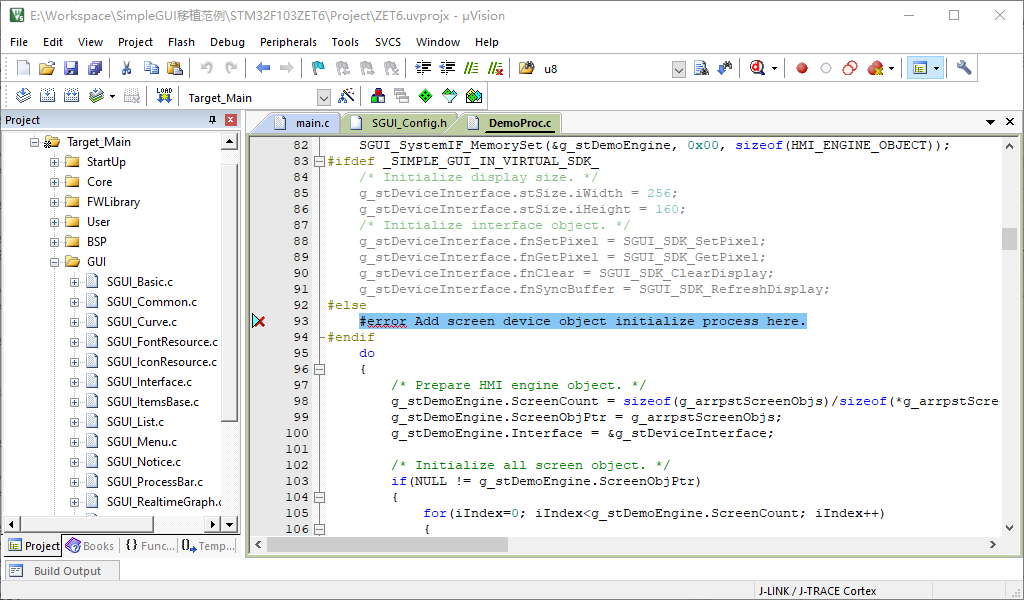 E:\Workspace\SimpleGUI移植范例\STM32F103ZET6\Project\ZET6.uvprojx - µVision
File Edit View Project Flash Debug Peripherals Tools SVCS Window Help
u8
LOAD Target_Main
Project
main.c SGUI_Config.h DemoProc.c
Target_Main
StartUp
Core
FWLibrary
User
BSP
GUI
SGUI_Basic.c
SGUI_Common.c
SGUI_Curve.c
SGUI_FontResource.c
SGUI_IconResource.c
SGUI_Interface.c
SGUI_ItemsBase.c
SGUI_List.c
SGUI_Menu.c
SGUI_Notice.c
SGUI_ProcessBar.c
SGUI_RealtimeGraph.c
82 SGUI_SystemIF_MemorySet(&g_stDemoEngine, 0x00, sizeof(HMI_ENGINE_OBJECT));
83 #ifdef _SIMPLE_GUI_IN_VIRTUAL_SDK_
84 /* Initialize display size. */
85 g_stDeviceInterface.stSize.iWidth = 256;
86 g_stDeviceInterface.stSize.iHeight = 160;
87 /* Initialize interface object. */
88 g_stDeviceInterface.fnSetPixel = SGUI_SDK_SetPixel;
89 g_stDeviceInterface.fnGetPixel = SGUI_SDK_GetPixel;
90 g_stDeviceInterface.fnClear = SGUI_SDK_ClearDisplay;
91 g_stDeviceInterface.fnSyncBuffer = SGUI_SDK_RefreshDisplay;
92 #else
93 #error Add screen device object initialize process here.
94 #endif
95 do
96 {
97 /* Prepare HMI engine object. */
98 g_stDemoEngine.ScreenCount = sizeof(g_arrpstScreenObjs)/sizeof(*g_arrpstScre
99 g_stDemoEngine.ScreenObjPtr = g_arrpstScreenObjs;
100 g_stDemoEngine.Interface = &g_stDeviceInterface;
101
102 /* Initialize all screen object. */
103 if(NULL != g_stDemoEngine.ScreenObjPtr)
104 {
105 for(iIndex=0; iIndex<g_stDemoEngine.ScreenCount; iIndex++)
106 {
Project Books {} Func... Temp...
Build Output
J-LINK / J-TRACE Cortex